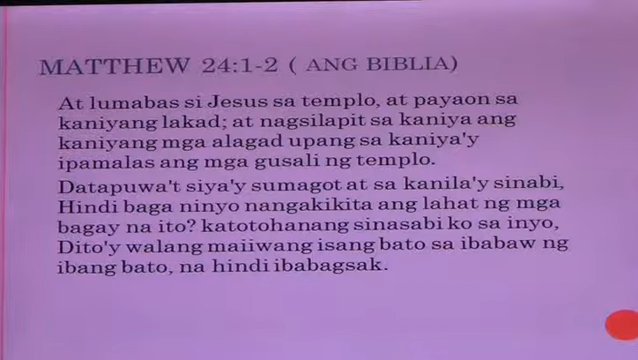 MATTHEW 24:1-2 ( ANG BIBLIA)
At lumabas si Jesus sa templo, at payaon sa
kaniyang lakad; at nagsilapit sa kaniya ang
kaniyang mga alagad upang sa kaniya'y
ipamalas ang mga gusali ng templo.
Datapuwa't siya'y sumagot at sa kanila'y sinabi,
Hindi baga ninyo nangakikita ang lahat ng mga
bagay na ito? katotohanang sinasabi ko sa inyo,
Dito'y walang maiiwang isang bato sa ibabaw ng
ibang bato, na hindi ibabagsak.